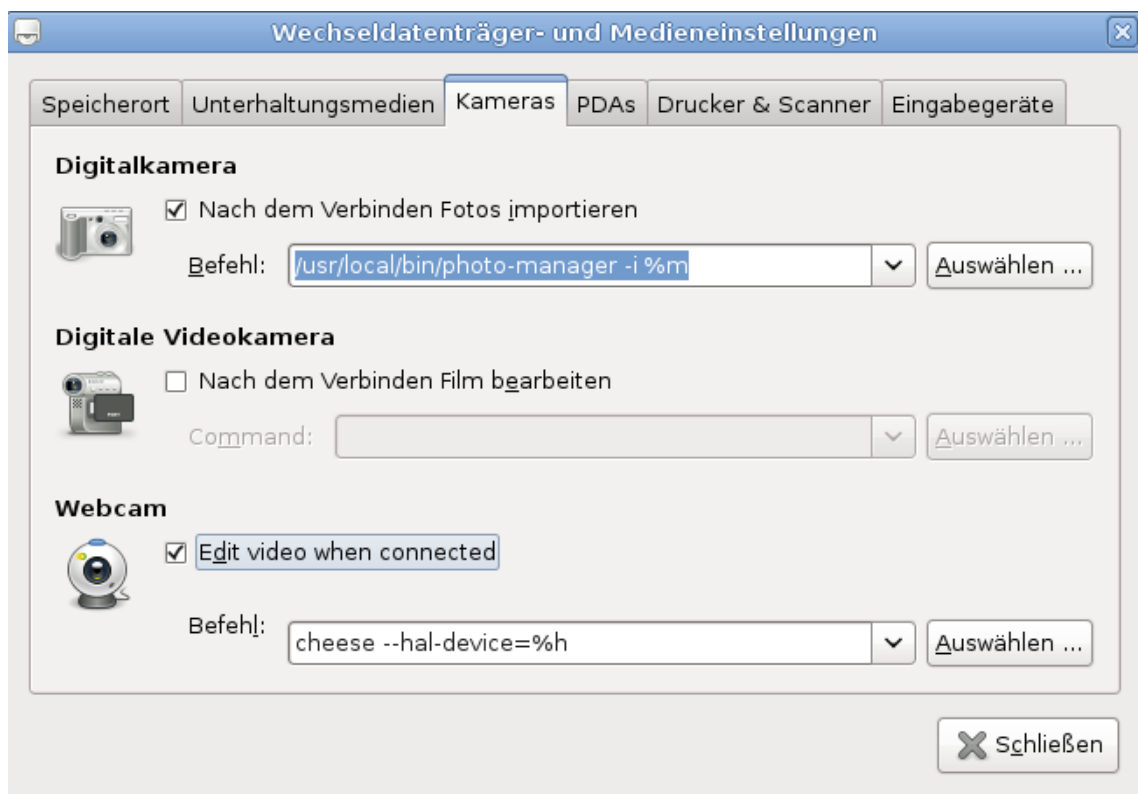 Wechseldatenträger- und Medieneinstellungen
Speicherort Unterhaltungsmedien Kameras PDAs Drucker & Scanner Eingabegeräte
Digitalkamera
Nach dem Verbinden Fotos importieren
Befehl: /usr/local/bin/photo-manager -i %m Auswählen ...
Digitale Videokamera
Nach dem Verbinden Film bearbeiten
Command: Auswählen ...
Webcam
Edit video when connected
Befehl: cheese --hal-device=%h Auswählen ...
Schließen